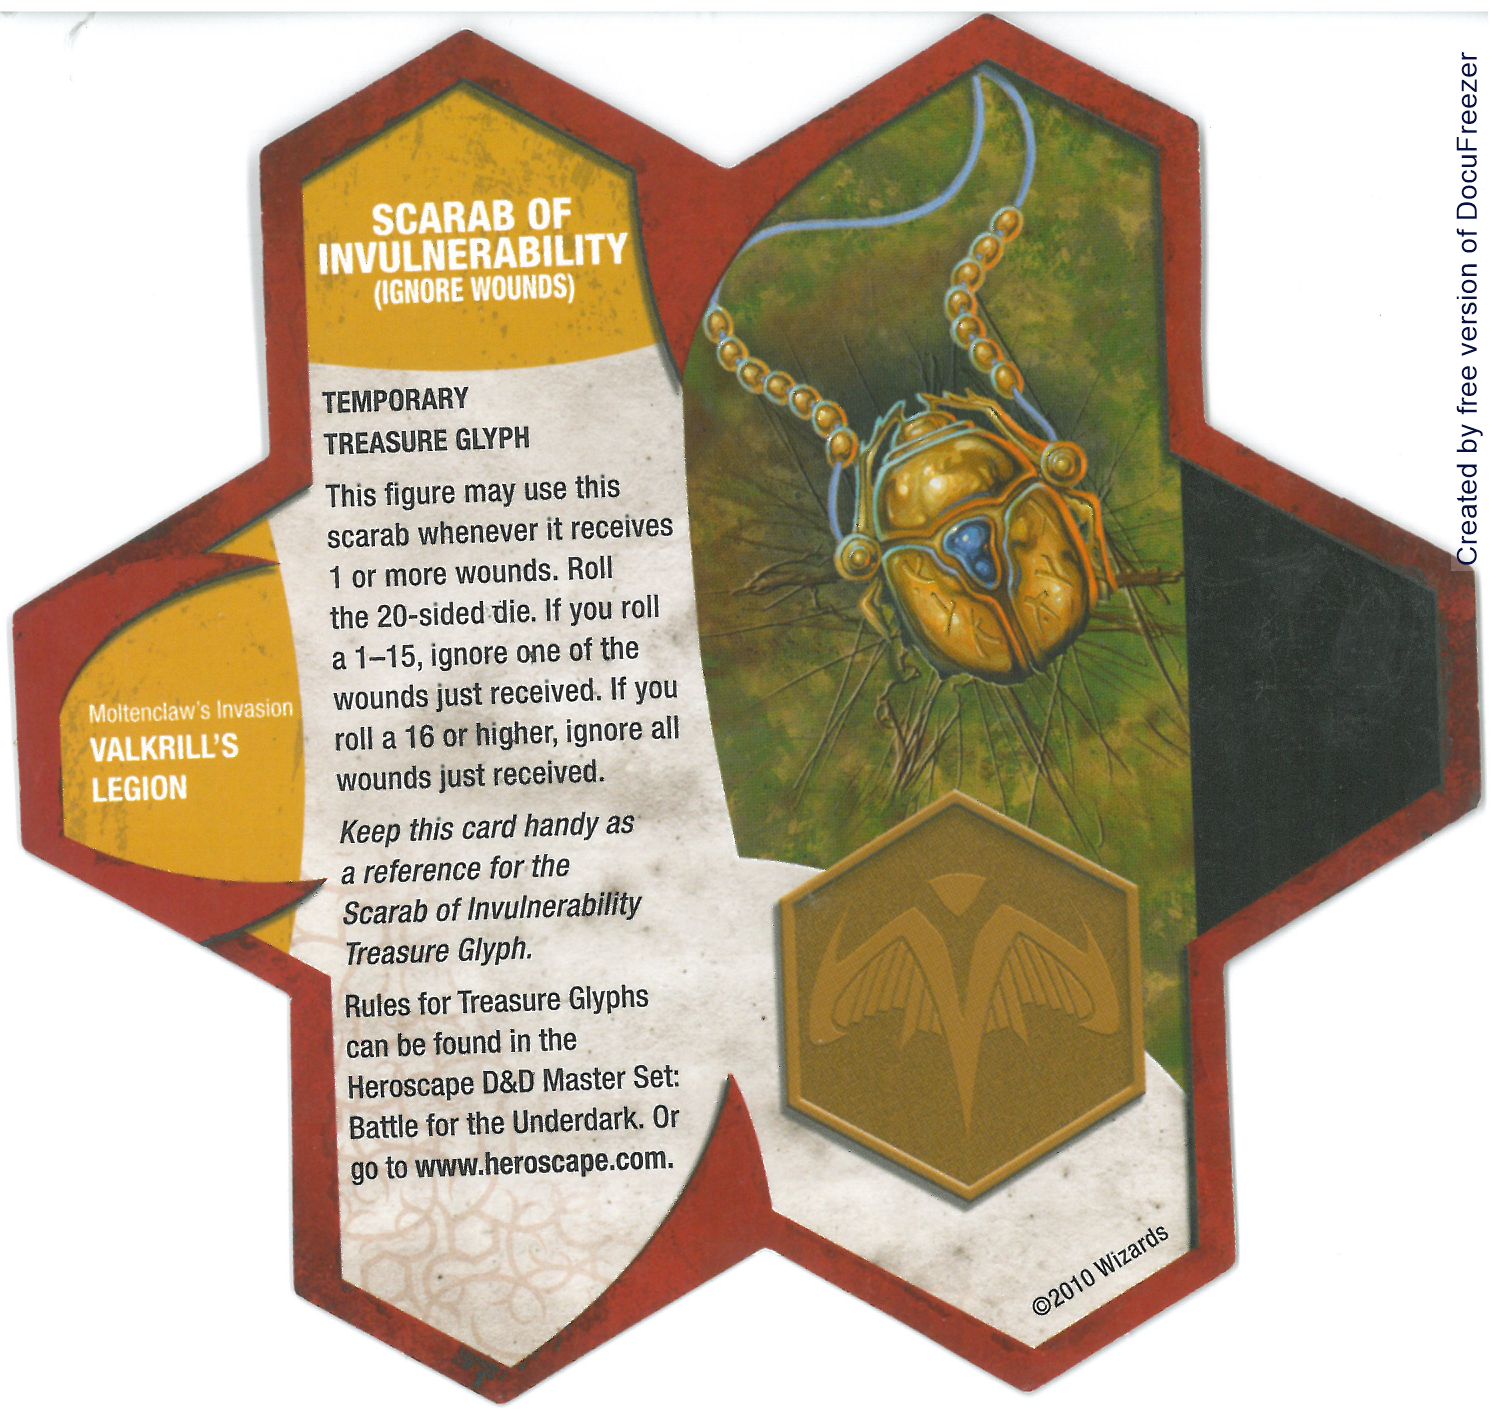 SCARAB OF
INVULNERABILITY
(IGNORE WOUNDS)
TEMPORARY
TREASURE GLYPH
This figure may use this
scarab whenever it receives
1 or more wounds. Roll
the 20-sided die. If you roll
a 1–15, ignore one of the
wounds just received. If you
roll a 16 or higher, ignore all
wounds just received.
Keep this card handy as
a reference for the
Scarab of Invulnerability
Treasure Glyph.
Rules for Treasure Glyphs
can be found in the
Heroscape D&D Master Set:
Battle for the Underdark. Or
go to www.heroscape.com.
Moltenclaw's Invasion
VALKRILL'S
LEGION
©2010 Wizards
Created by free version of DocuFreezer